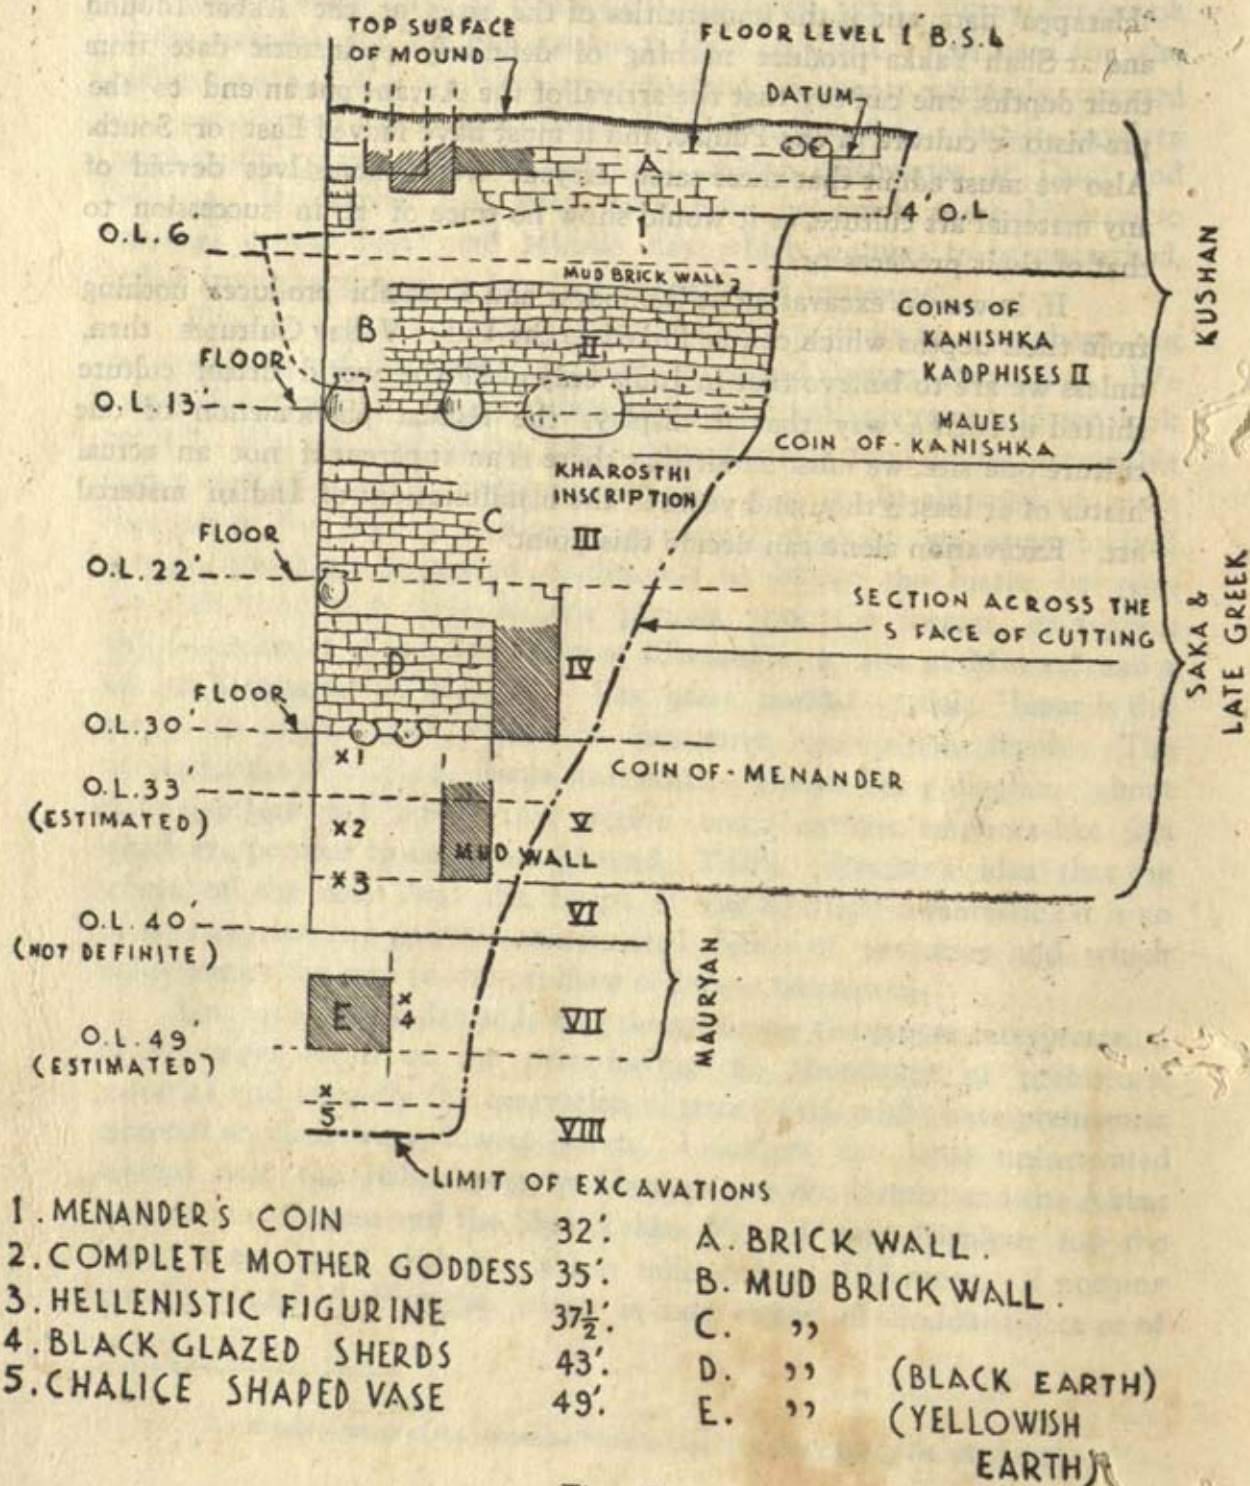 TOP SURFACE
OF MOUND
FLOOR LEVEL 1' B.S.L
DATUM
A
4' O.L
O.L.6'
I
MUD BRICK WALL
KUSHAN
B
II
COINS OF
KANISHKA
KADPHISES II
FLOOR
O.L.13'
MAUES
COIN OF-KANISHKA
KHAROSTHI
INSCRIPTION
C
III
FLOOR
O.L.22'
SECTION ACROSS THE
S FACE OF CUTTING
SAKA &
LATE GREEK
D
IV
FLOOR
O.L.30'
x1
COIN OF-MENANDER
O.L.33'
(ESTIMATED)
x2
V
MUD WALL
x3
O.L.40'
(NOT DEFINITE)
VI
MAURYAN
E
x
4
VII
O.L.49'
(ESTIMATED)
x
5
VIII
LIMIT OF EXCAVATIONS
1. MENANDER'S COIN 32'.
2. COMPLETE MOTHER GODDESS 35'.
3. HELLENISTIC FIGURINE 37½'.
4. BLACK GLAZED SHERDS 43'.
5. CHALICE SHAPED VASE 49'.
A. BRICK WALL.
B. MUD BRICK WALL.
C. ,,
D. ,, (BLACK EARTH)
E. ,, (YELLOWISH
EARTH)